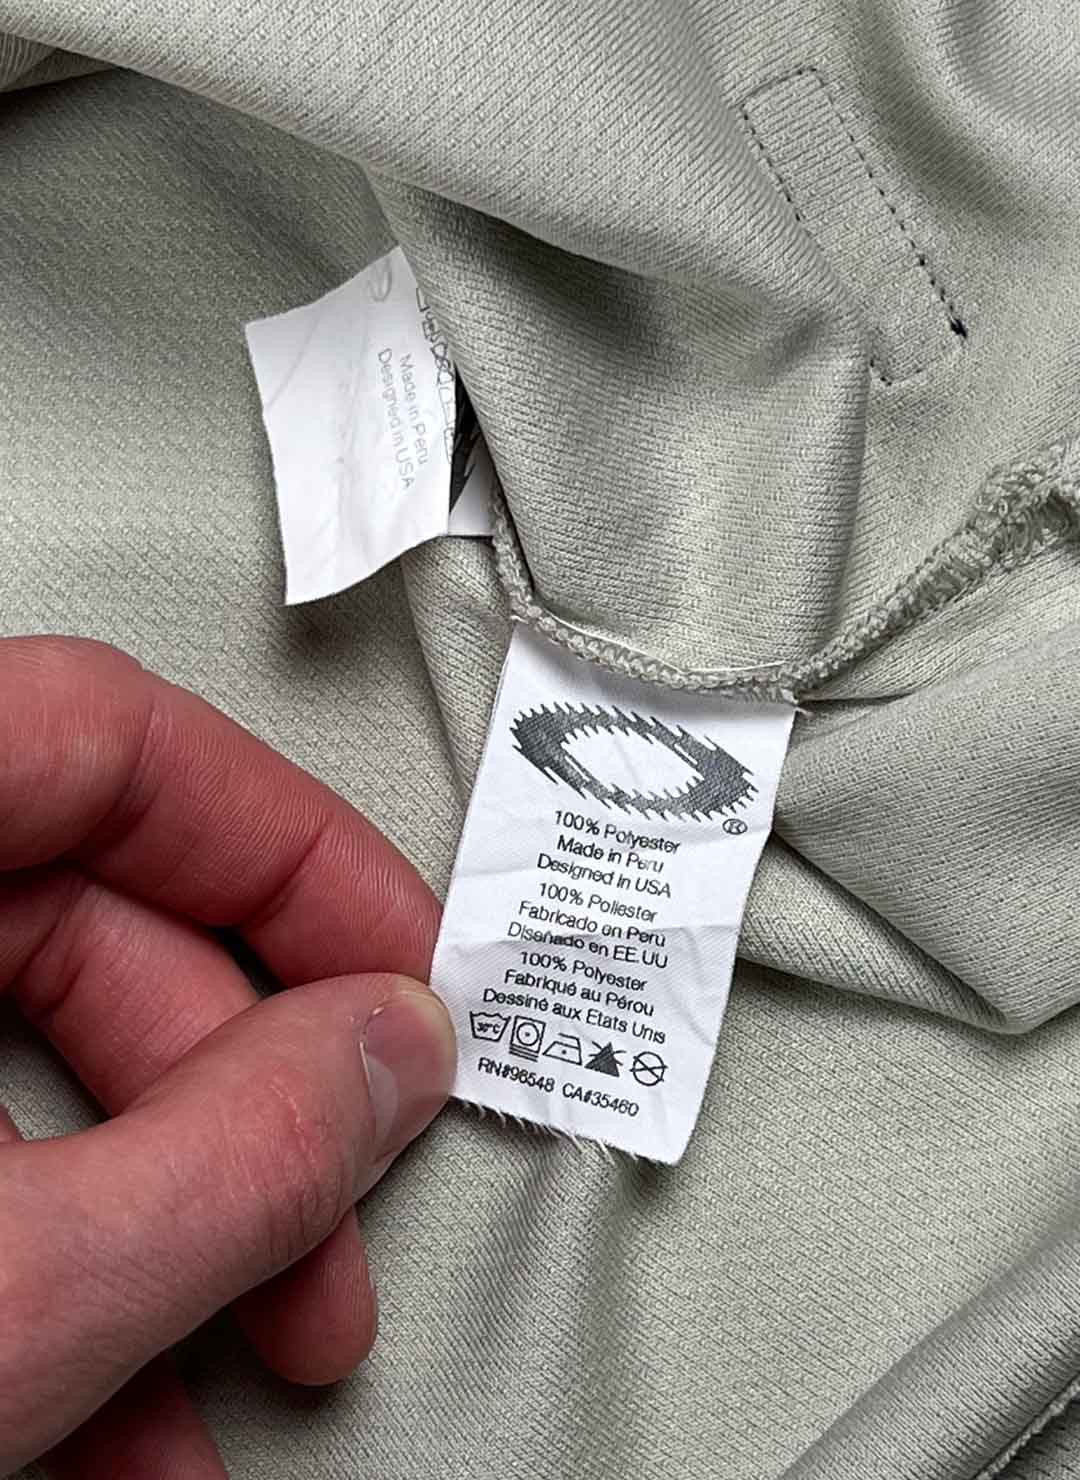 Made in Peru
Designed in USA
®
100% Polyester
Made in Peru
Designed in USA
100% Poliester
Fabricado en Peru
Diseñado en EE.UU
100% Polyester
Fabriqué au Pérou
Dessiné aux Etats Unis
30°C
RN#96548 CA#35460